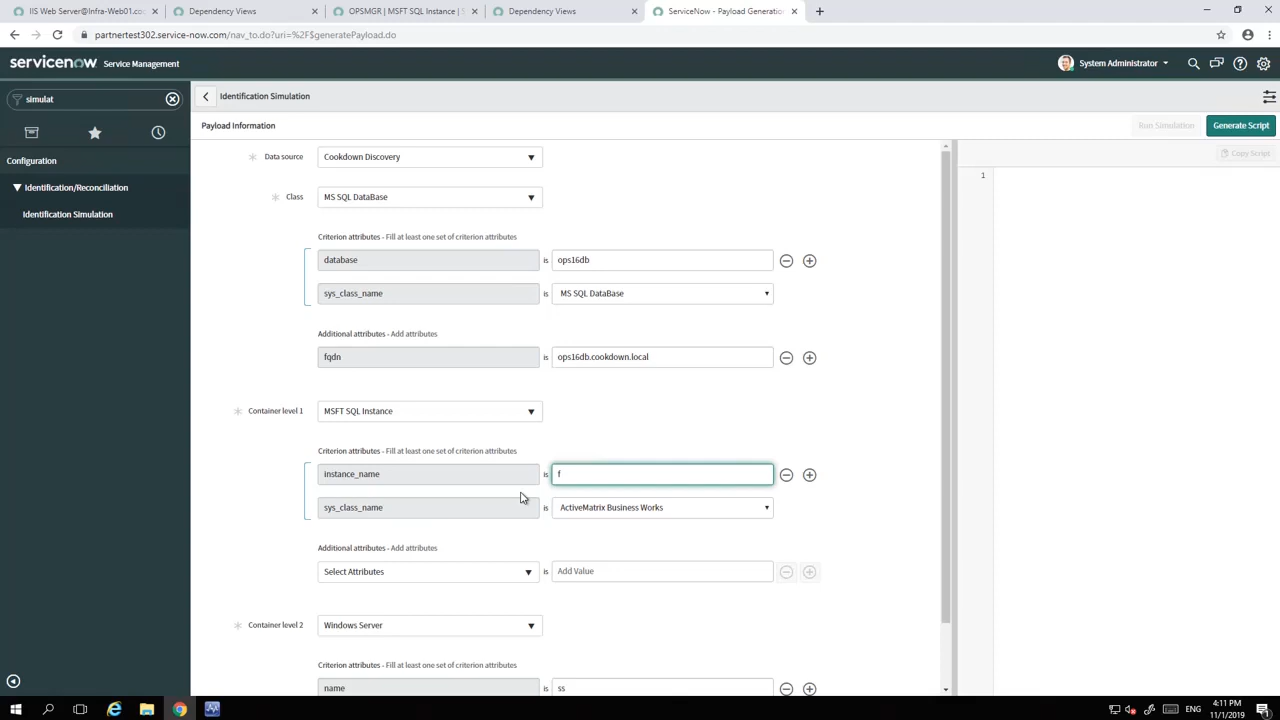 IIS Web Server@Infra-Web01.co
Dependency Views
OPSMGR | MSFT SQL Instance | S
Dependency Views
ServiceNow - Payload Generation
partnertest302.service-now.com/nav_to.do?uri=%2F$generatePayload.do
servicenow Service Management
System Administrator
simulat
Identification Simulation
Payload Information
Run Simulation
Generate Script
Copy Script
Configuration
Identification/Reconciliation
Identification Simulation
1
Data source
Cookdown Discovery
Class
MS SQL DataBase
Criterion attributes - Fill at least one set of criterion attributes
database is ops16db
sys_class_name is MS SQL DataBase
Additional attributes - Add attributes
fqdn is ops16db.cookdown.local
Container level 1
MSFT SQL Instance
Criterion attributes - Fill at least one set of criterion attributes
instance_name is f
sys_class_name is ActiveMatrix Business Works
Additional attributes - Add attributes
Select Attributes is Add Value
Container level 2
Windows Server
Criterion attributes - Fill at least one set of criterion attributes
name is ss
ENG
4:11 PM
11/1/2019